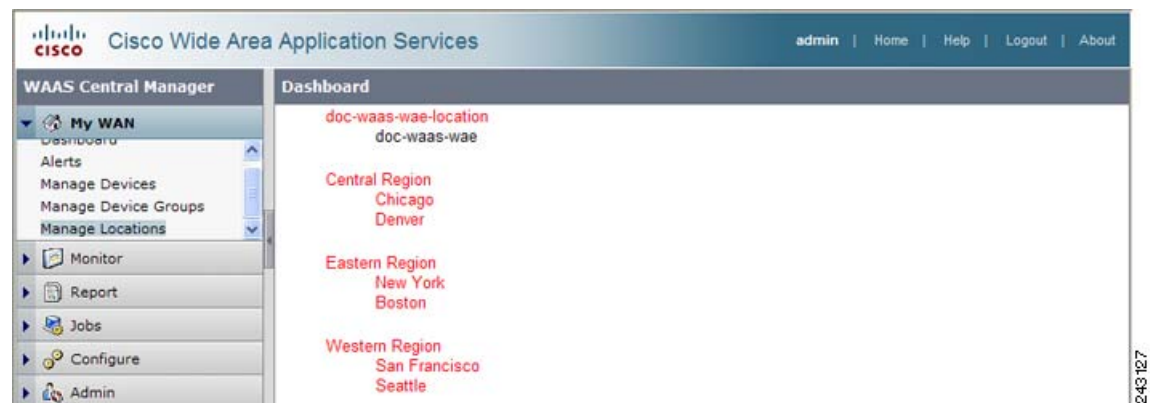 CISCO Cisco Wide Area Application Services admin | Home | Help | Logout | About
WAAS Central Manager
My WAN
Dashboard
Alerts
Manage Devices
Manage Device Groups
Manage Locations
Monitor
Report
Jobs
Configure
Admin
Dashboard
doc-waas-wae-location
doc-waas-wae
Central Region
Chicago
Denver
Eastern Region
New York
Boston
Western Region
San Francisco
Seattle
243127